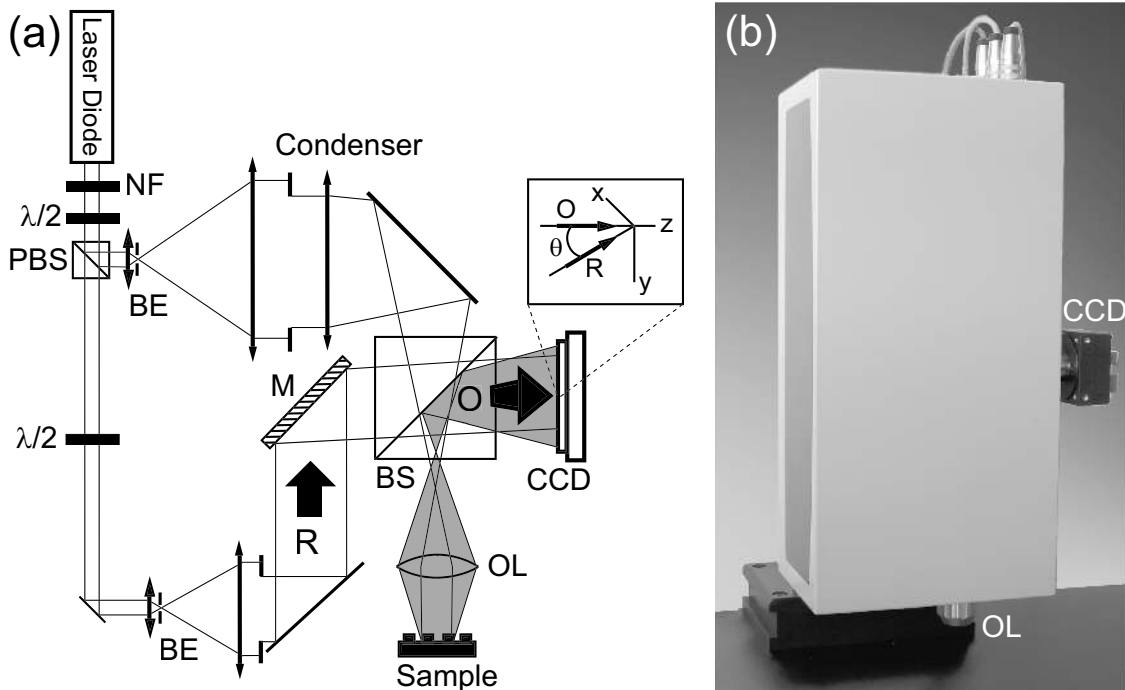 (a)
Laser Diode
NF
λ/2
PBS
BE
Condenser
x
O
z
θ
R
y
M
O
λ/2
BS
CCD
R
OL
BE
Sample
(b)
CCD
OL